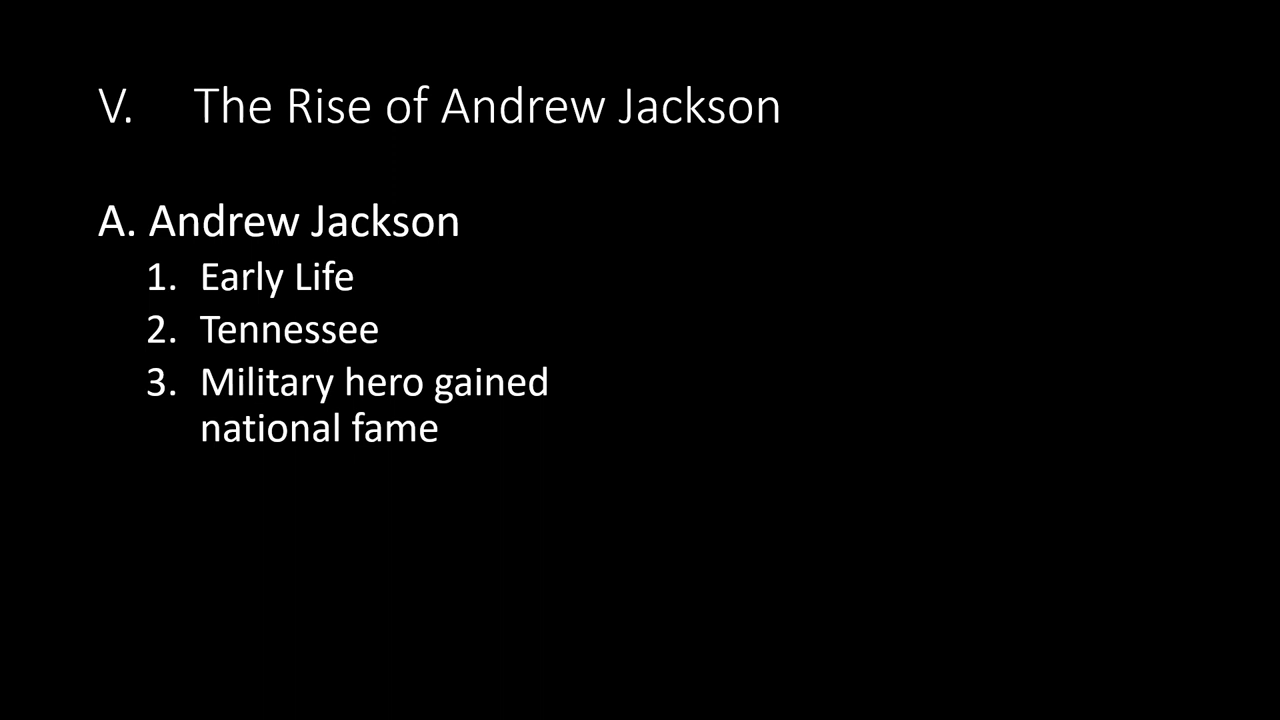 V. The Rise of Andrew Jackson
A. Andrew Jackson
1. Early Life
2. Tennessee
3. Military hero gained
national fame